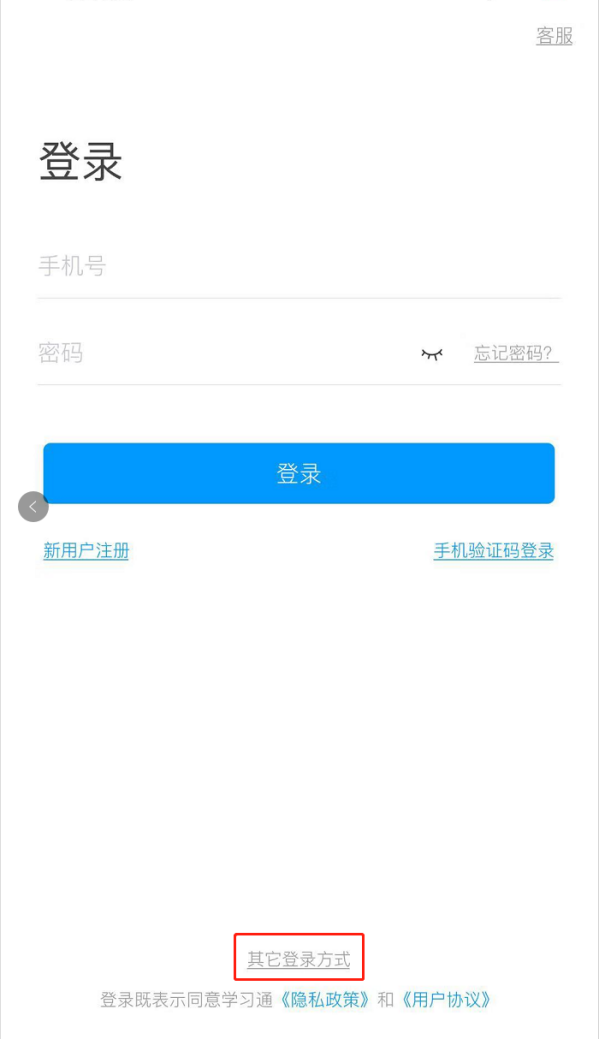 客服
登录
手机号
密码 忘记密码?
登录
新用户注册 手机验证码登录
其它登录方式
登录既表示同意学习通《隐私政策》和《用户协议》